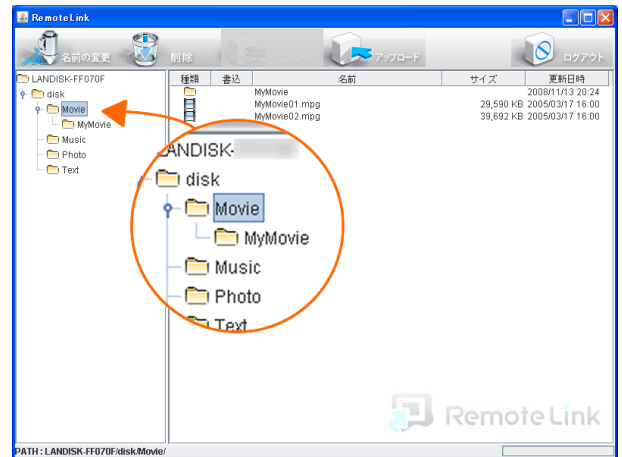 RemoteLink
名前の変更 削除 アップロード ログアウト
LANDISK-FF070F
disk
Movie
MyMovie
Music
Photo
Text
種類 書込 名前 サイズ 更新日時
MyMovie 2008/11/13 20:24
MyMovie01.mpg 29,590 KB 2005/03/17 16:00
MyMovie02.mpg 39,692 KB 2005/03/17 16:00
LANDISK-
disk
Movie
MyMovie
Music
Photo
Text
Remote Link
PATH : LANDISK-FF070F/disk/Movie/